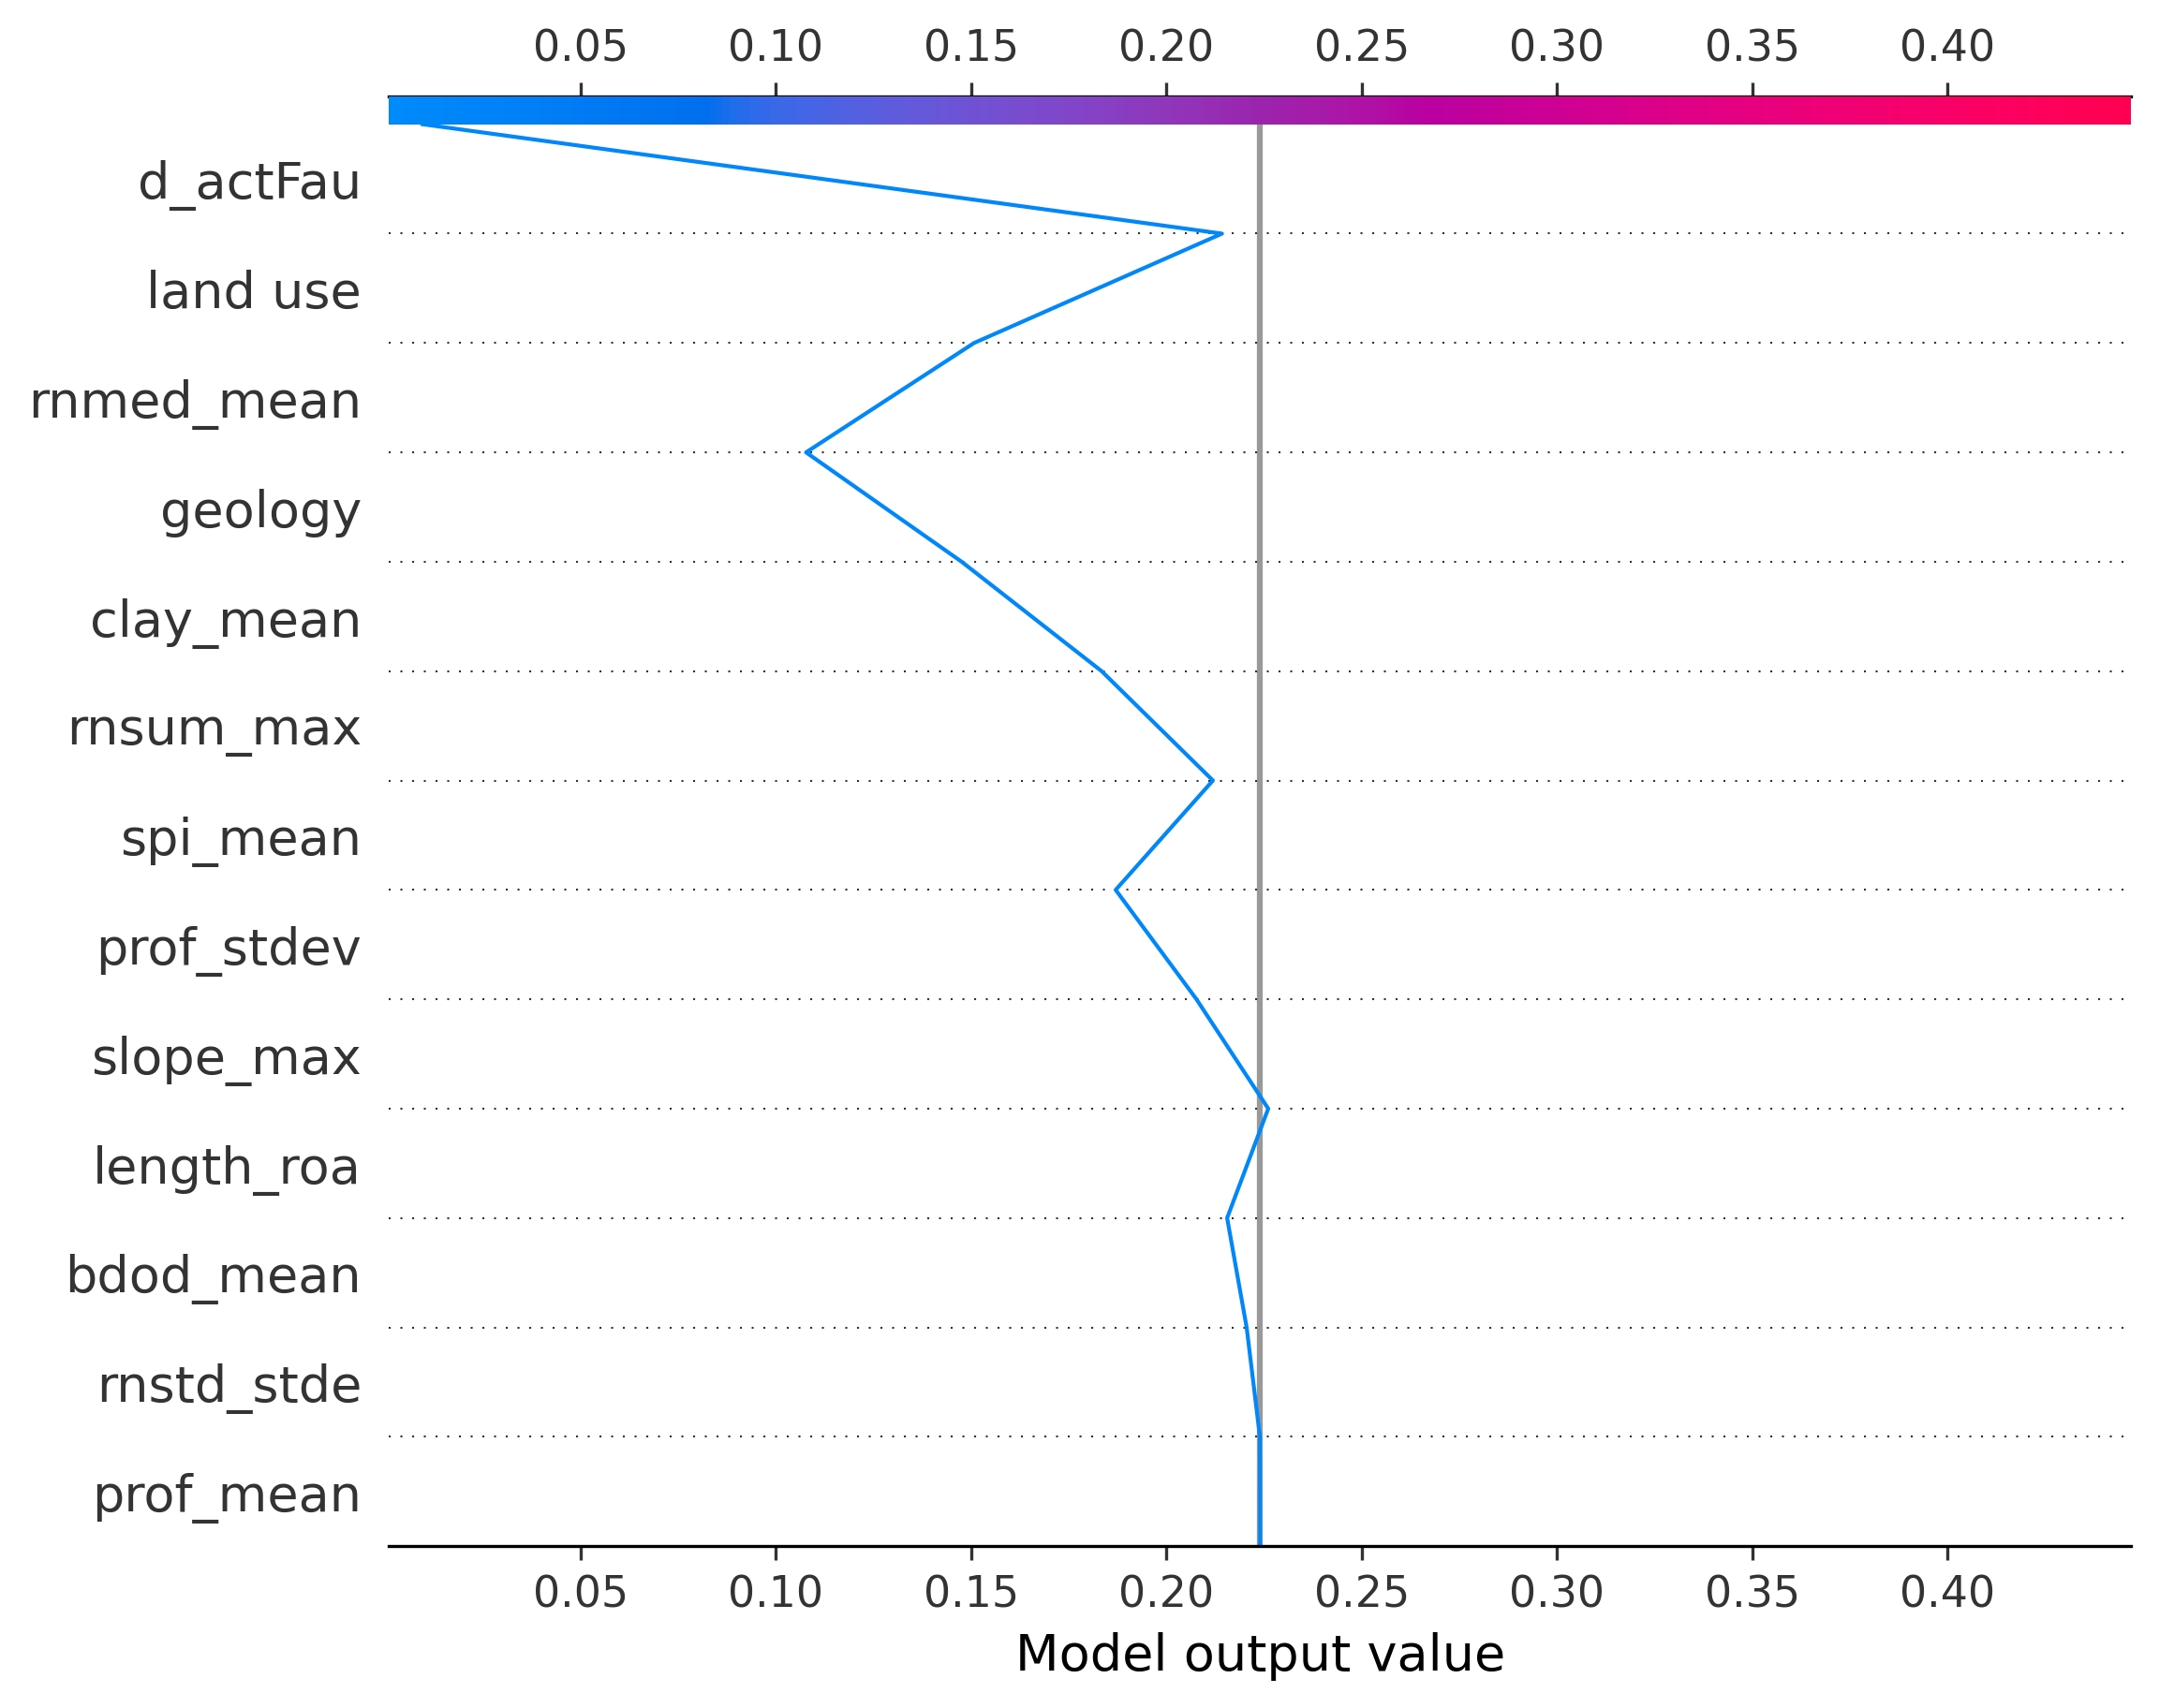 0.05 0.10 0.15 0.20 0.25 0.30 0.35 0.40
d_actFau
land use
rnmed_mean
geology
clay_mean
rnsum_max
spi_mean
prof_stdev
slope_max
length_roa
bdod_mean
rnstd_stde
prof_mean
0.05 0.10 0.15 0.20 0.25 0.30 0.35 0.40
Model output value